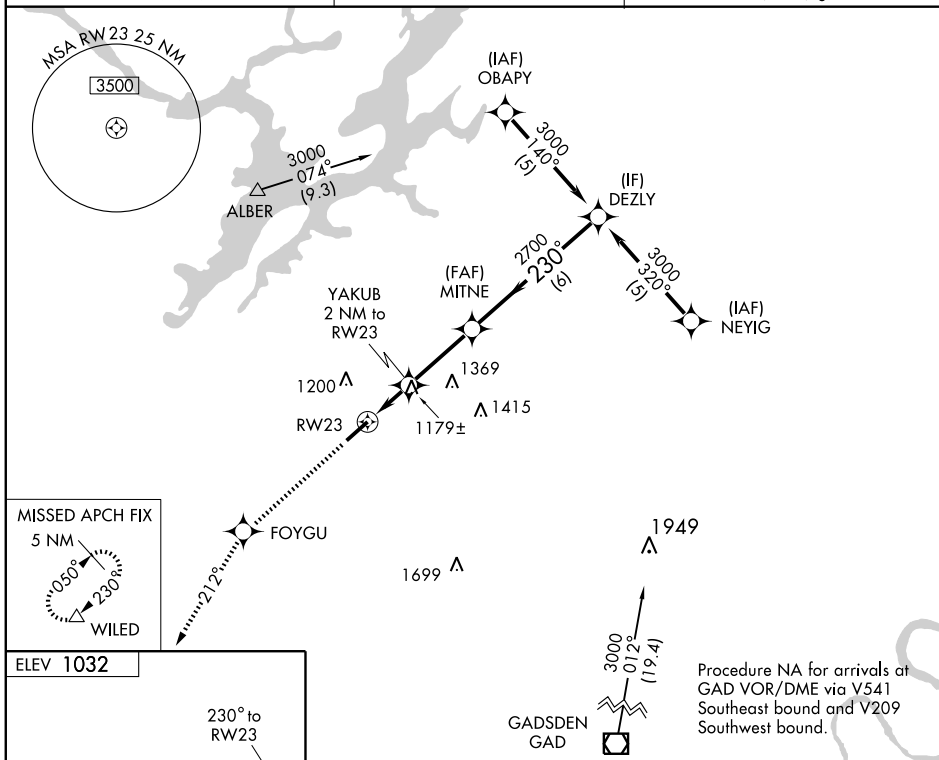 MSA RW23 25 NM
3500
(IAF)
OBAPY
3000
140°
(5)
3000
074°
(9.3)
ALBER
(IF)
DEZLY
2700
230°
(6)
3000
320°
(5)
(FAF)
MITNE
(IAF)
NEYIG
YAKUB
2 NM to
RW23
1200
1369
1415
RW23
1179±
MISSED APCH FIX
5 NM
050°
230°
WILED
FOYGU
212°
1949
1699
3000
012°
(19.4)
GADSDEN
GAD
Procedure NA for arrivals at
GAD VOR/DME via V541
Southeast bound and V209
Southwest bound.
ELEV 1032
230° to
RW23